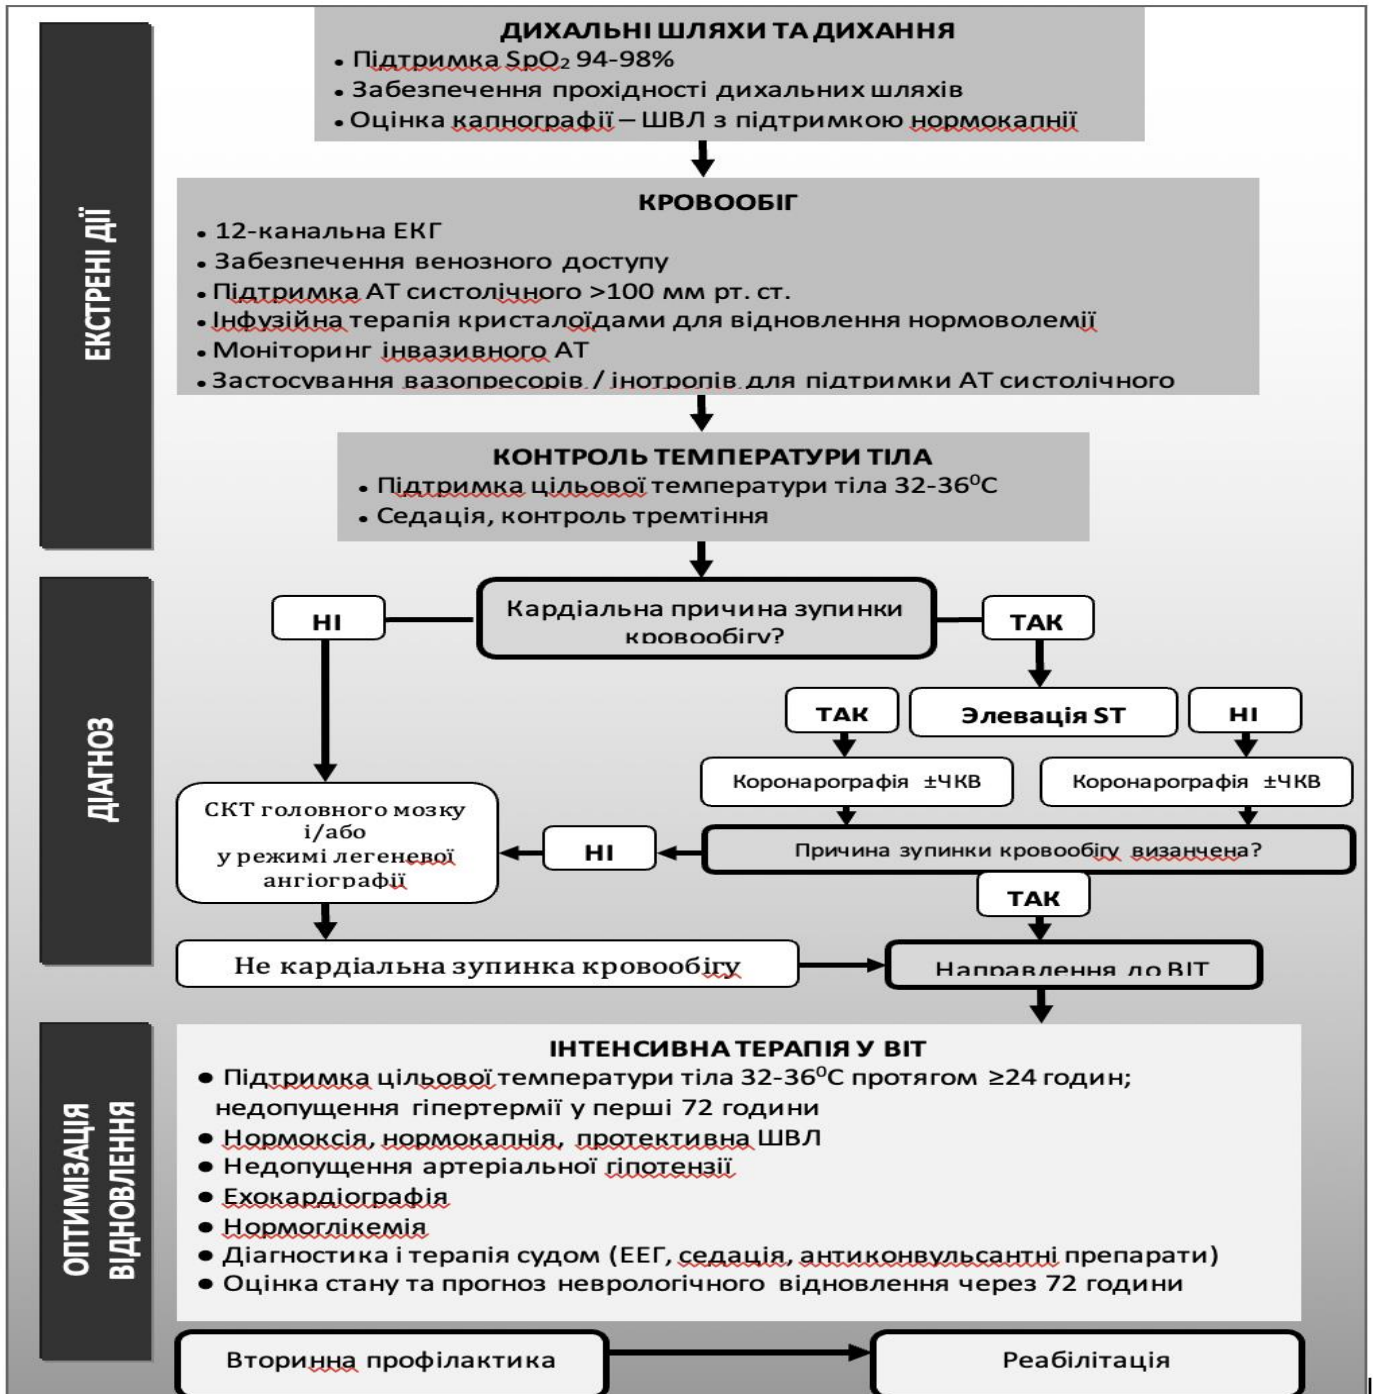 ЕКСТРЕНІ ДІЇ
ДИХАЛЬНІ ШЛЯХИ ТА ДИХАННЯ
• Підтримка SpO₂ 94-98%
• Забезпечення прохідності дихальних шляхів
• Оцінка капнографії – ШВЛ з підтримкою нормокапнії
КРОВООБІГ
• 12-канальна ЕКГ
• Забезпечення венозного доступу
• Підтримка АТ систолічного >100 мм рт. ст.
• Інфузійна терапія кристалоїдами для відновлення нормоволемії
• Моніторинг інвазивного АТ
• Застосування вазопресорів / інотропів для підтримки АТ систолічного
КОНТРОЛЬ ТЕМПЕРАТУРИ ТІЛА
• Підтримка цільової температури тіла 32-36⁰С
• Седація, контроль тремтіння
ДІАГНОЗ
Кардіальна причина зупинки
кровообігу?
НІ
ТАК
ТАК
Элевація ST
НІ
Коронарографія ±ЧКВ
Коронарографія ±ЧКВ
СКТ головного мозку
і/або
у режимі легеневої
ангіографії
НІ
Причина зупинки кровообігу визанчена?
ТАК
Не кардіальна зупинка кровообігу
Направлення до ВІТ
ОПТИМІЗАЦІЯ
ВІДНОВЛЕННЯ
ІНТЕНСИВНА ТЕРАПІЯ У ВІТ
• Підтримка цільової температури тіла 32-36⁰С протягом ≥24 годин;
недопущення гіпертермії у перші 72 години
• Нормоксія, нормокапнія, протективна ШВЛ
• Недопущення артеріальної гіпотензії
• Ехокардіографія
• Нормоглікемія
• Діагностика і терапія судом (ЕЕГ, седація, антиконвульсантні препарати)
• Оцінка стану та прогноз неврологічного відновлення через 72 години
Вторинна профілактика
Реабілітація